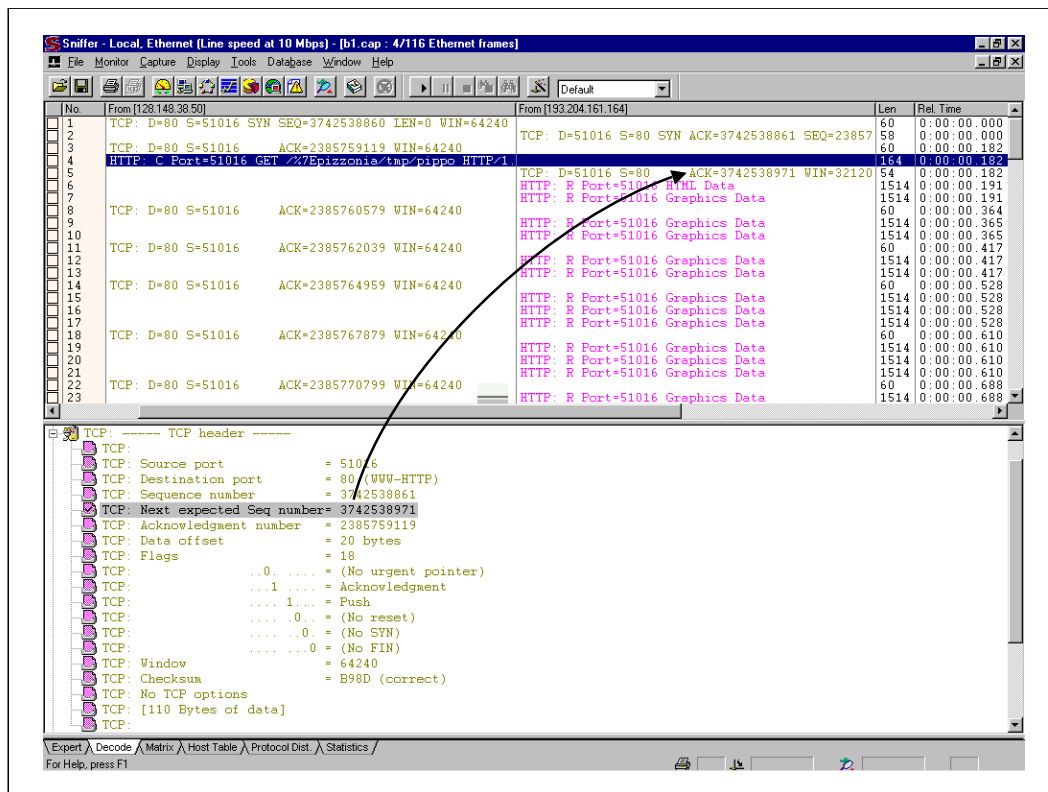 Sniffer - Local, Ethernet (Line speed at 10 Mbps) - [b1.cap : 4/116 Ethernet frames]
File Monitor Capture Display Tools Database Window Help
Default
No. From [128.148.38.50] From [193.204.161.164] Len Rel. Time
1 TCP: D=80 S=51016 SYN SEQ=3742538860 LEN=0 WIN=64240 60 0:00:00.000
2 TCP: D=51016 S=80 SYN ACK=3742538861 SEQ=23857 58 0:00:00.000
3 TCP: D=80 S=51016 ACK=2385759119 WIN=64240 60 0:00:00.182
4 HTTP: C Port=51016 GET /%7Epizzonia/tmp/pippo HTTP/1. 164 0:00:00.182
5 TCP: D=51016 S=80 ACK=3742538971 WIN=32120 54 0:00:00.182
6 HTTP: R Port=51016 HTML Data 1514 0:00:00.191
7 HTTP: R Port=51016 Graphics Data 1514 0:00:00.191
8 TCP: D=80 S=51016 ACK=2385760579 WIN=64240 60 0:00:00.364
9 HTTP: R Port=51016 Graphics Data 1514 0:00:00.365
10 HTTP: R Port=51016 Graphics Data 1514 0:00:00.365
11 TCP: D=80 S=51016 ACK=2385762039 WIN=64240 60 0:00:00.417
12 HTTP: R Port=51016 Graphics Data 1514 0:00:00.417
13 HTTP: R Port=51016 Graphics Data 1514 0:00:00.417
14 TCP: D=80 S=51016 ACK=2385764959 WIN=64240 60 0:00:00.528
15 HTTP: R Port=51016 Graphics Data 1514 0:00:00.528
16 HTTP: R Port=51016 Graphics Data 1514 0:00:00.528
17 HTTP: R Port=51016 Graphics Data 1514 0:00:00.528
18 TCP: D=80 S=51016 ACK=2385767879 WIN=64240 60 0:00:00.610
19 HTTP: R Port=51016 Graphics Data 1514 0:00:00.610
20 HTTP: R Port=51016 Graphics Data 1514 0:00:00.610
21 HTTP: R Port=51016 Graphics Data 1514 0:00:00.610
22 TCP: D=80 S=51016 ACK=2385770799 WIN=64240 60 0:00:00.688
23 HTTP: R Port=51016 Graphics Data 1514 0:00:00.688
TCP: ----- TCP header -----
TCP:
TCP: Source port = 51016
TCP: Destination port = 80 (WWW-HTTP)
TCP: Sequence number = 3742538861
TCP: Next expected Seq number= 3742538971
TCP: Acknowledgment number = 2385759119
TCP: Data offset = 20 bytes
TCP: Flags = 18
TCP: ..0. .... = (No urgent pointer)
TCP: ...1 .... = Acknowledgment
TCP: .... 1... = Push
TCP: .... .0.. = (No reset)
TCP: .... ..0. = (No SYN)
TCP: .... ...0 = (No FIN)
TCP: Window = 64240
TCP: Checksum = B98D (correct)
TCP: No TCP options
TCP: [110 Bytes of data]
TCP:
Expert Decode Matrix Host Table Protocol Dist. Statistics
For Help, press F1